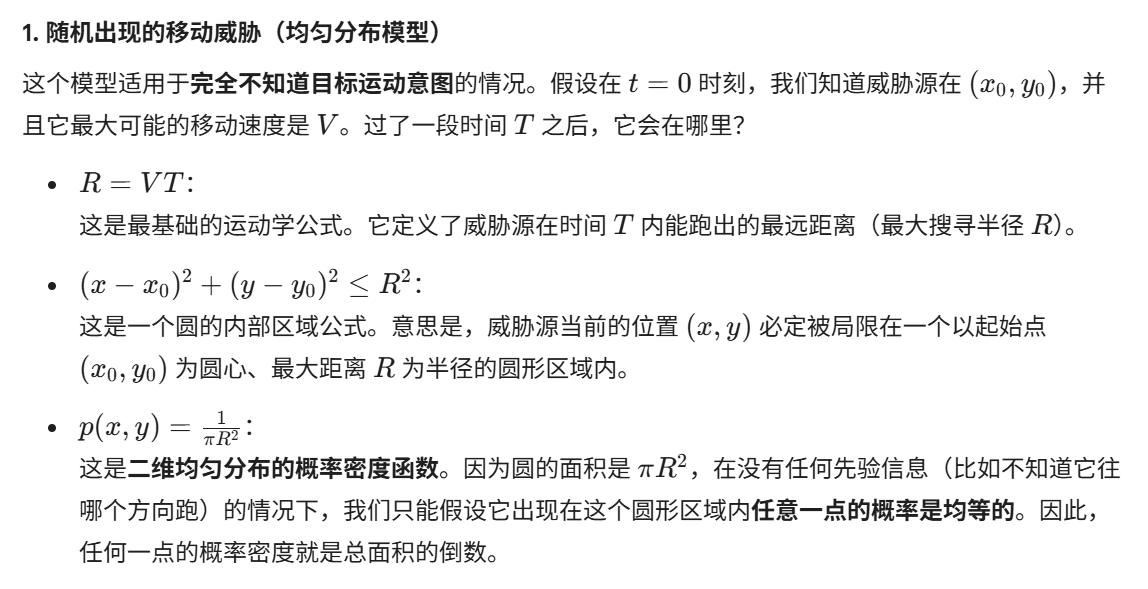 1. 随机出现的移动威胁（均匀分布模型）
这个模型适用于完全不知道目标运动意图的情况。假设在 t = 0 时刻，我们知道威胁源在 (x₀, y₀)，并
且它最大可能的移动速度是 V。过了一段时间 T 之后，它会在哪里？
• R = VT：
这是最基础的运动学公式。它定义了威胁源在时间 T 内能跑出的最远距离（最大搜寻半径 R）。
• (x − x₀)² + (y − y₀)² ≤ R²：
这是一个圆的内部区域公式。意思是，威胁源当前的位置 (x, y) 必定被局限在一个以起始点
(x₀, y₀) 为圆心、最大距离 R 为半径的圆形区域内。
• p(x, y) = 1/(πR²)：
这是二维均匀分布的概率密度函数。因为圆的面积是 πR²，在没有任何先验信息（比如不知道它往
哪个方向跑）的情况下，我们只能假设它出现在这个圆形区域内任意一点的概率是均等的。因此，
任何一点的概率密度就是总面积的倒数。